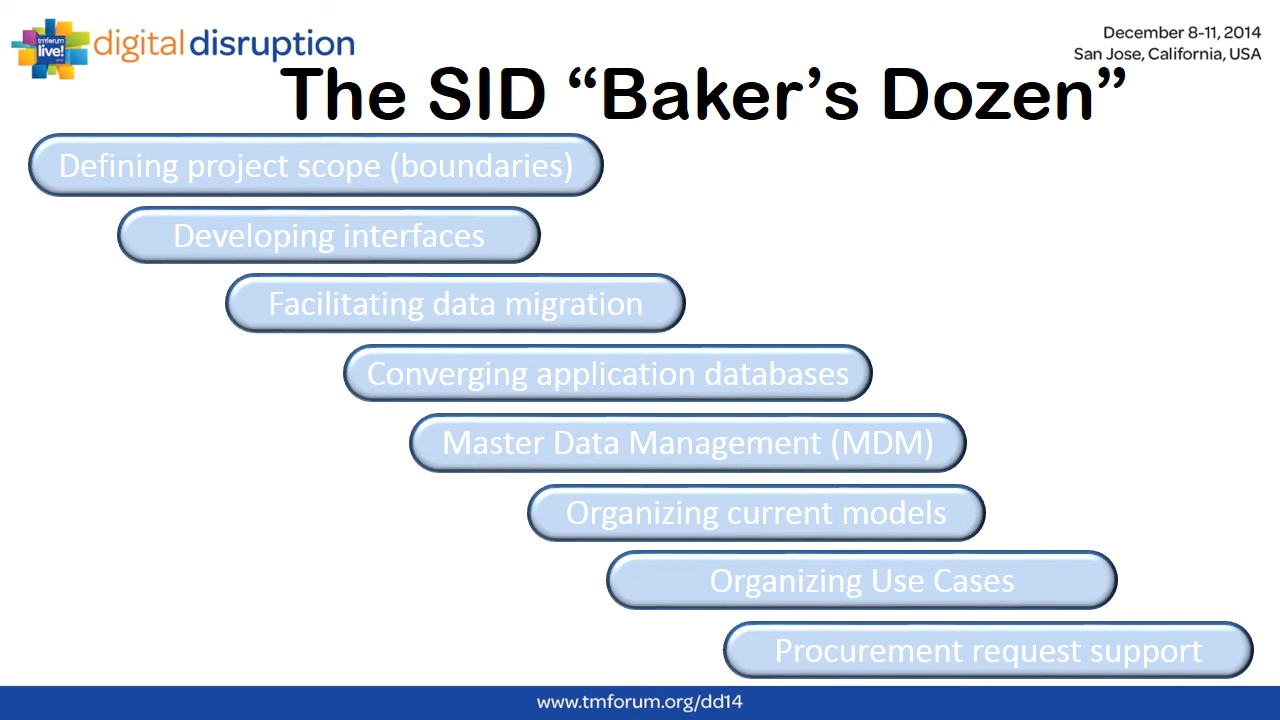 tmforum
live!
digital disruption
December 8-11, 2014
San Jose, California, USA
The SID “Baker’s Dozen”
Defining project scope (boundaries)
Developing interfaces
Facilitating data migration
Converging application databases
Master Data Management (MDM)
Organizing current models
Organizing Use Cases
Procurement request support
www.tmforum.org/dd14